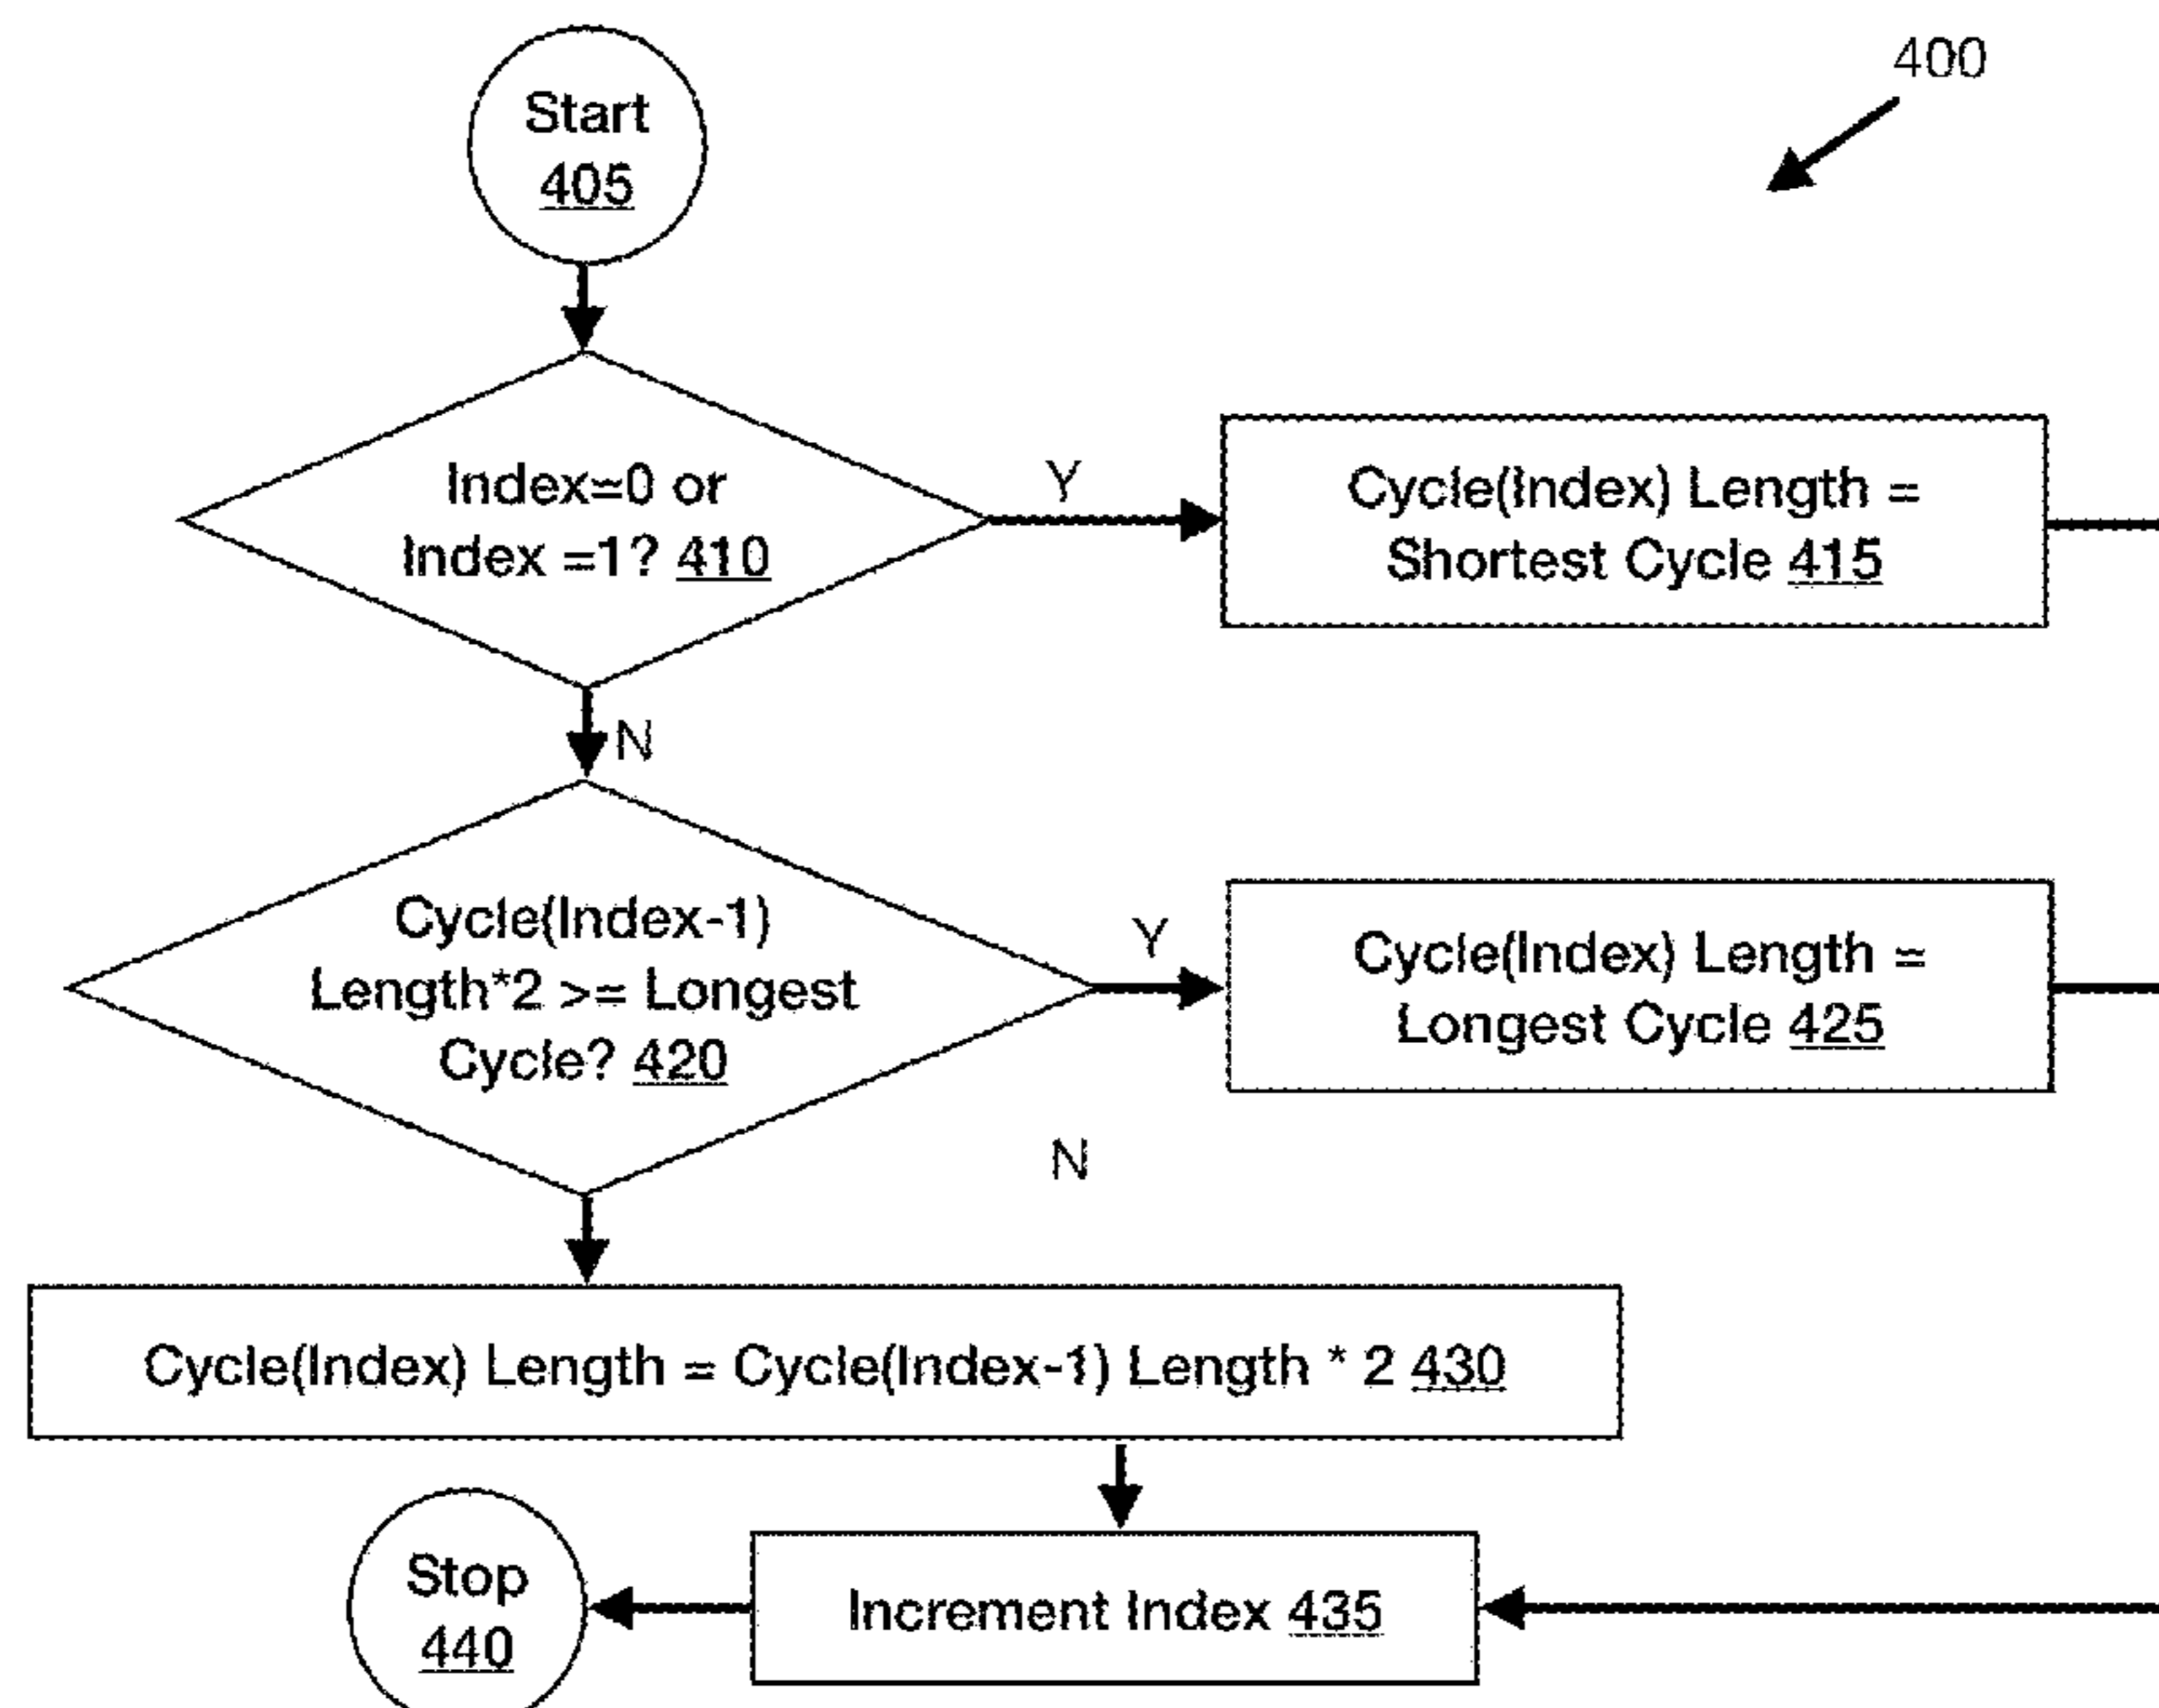 400
Start
405
Index=0 or
Index =1? 410
Y
Cycle(Index) Length =
Shortest Cycle 415
N
Cycle(Index-1)
Length*2 >= Longest
Cycle? 420
Y
Cycle(Index) Length =
Longest Cycle 425
N
Cycle(Index) Length = Cycle(Index-1) Length * 2 430
Increment Index 435
Stop
440